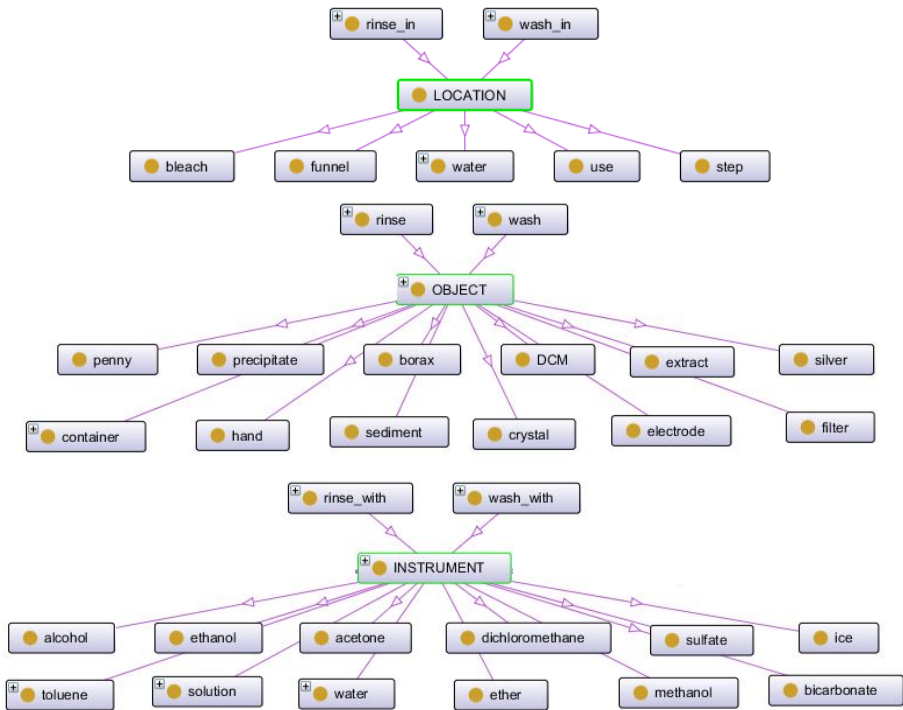 rinse_in wash_in
LOCATION
bleach funnel water use step
rinse wash
OBJECT
penny precipitate borax DCM extract silver
container hand sediment crystal electrode filter
rinse_with wash_with
INSTRUMENT
alcohol ethanol acetone dichloromethane sulfate ice
toluene solution water ether methanol bicarbonate